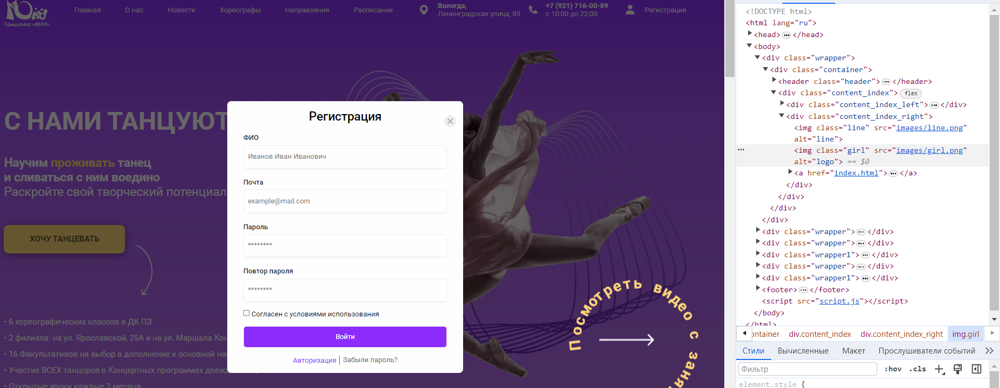 Юла
Танцкласс «ЮЛА»
Главная
О нас
Новости
Хореографы
Направления
Расписание
Вологда,
Ленинградская улица, 89
+7 (921) 716-00-89
с 10:00 до 22:00
Регистрация
С НАМИ ТАНЦУЮТ
Научим проживать танец
и сливаться с ним воедино
Раскройте свой творческий потенциал
ХОЧУ ТАНЦЕВАТЬ
• 6 хореографических классов в ДК ПЗ
• 2 филиала: на ул. Ярославской, 25А и на ул. Маршала
• 16 Факультативов на выбор в дополнение к основной
• Участие ВСЕХ танцоров в Концертных программах
• Открытые уроки каждые 2 месяца
Регистрация
ФИО
Иванов Иван Иванович
Почта
example@mail.com
Пароль
********
Повтор пароля
********
Согласен с условиями использования
Войти
Авторизация | Забыли пароль?
Посмотреть видео с
<!DOCTYPE html>
<html lang="ru">
<head>•••</head>
<body>
<div class="wrapper">
<div class="container">
<header class="header">•••</header>
<div class="content_index"> flex
<div class="content_index_left">•••</div>
<div class="content_index_right">
<img class="line" src="images/line.png"
alt="line">
••• <img class="girl" src="images/girl.png"
alt="logo"> == $0
<a href="index.html">•••</a>
</div>
</div>
</div>
</div>
<div class="wrapper">•••</div>
<div class="wrapper">•••</div>
<div class="wrapper1">•••</div>
<div class="wrapper">•••</div>
<div class="wrapper1">•••</div>
<footer>•••</footer>
<script src="script.js"></script>
</body>
</html>
ontainer div.content_index div.content_index_right img.girl
Стили Вычисленные Макет Прослушиватели событий
Фильтр :hov .cls
element.style {